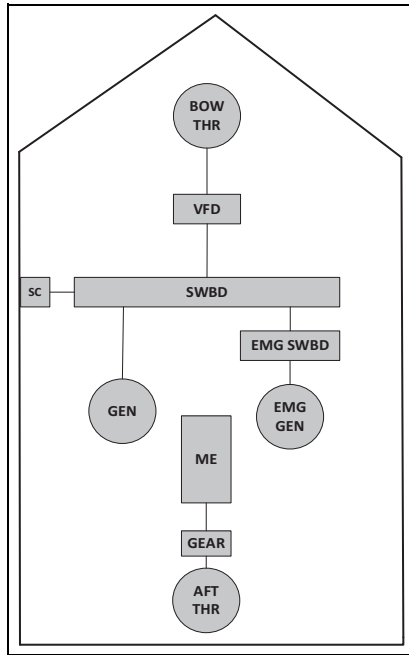 BOW
THR
VFD
SC
SWBD
EMG SWBD
GEN
EMG
GEN
ME
GEAR
AFT
THR